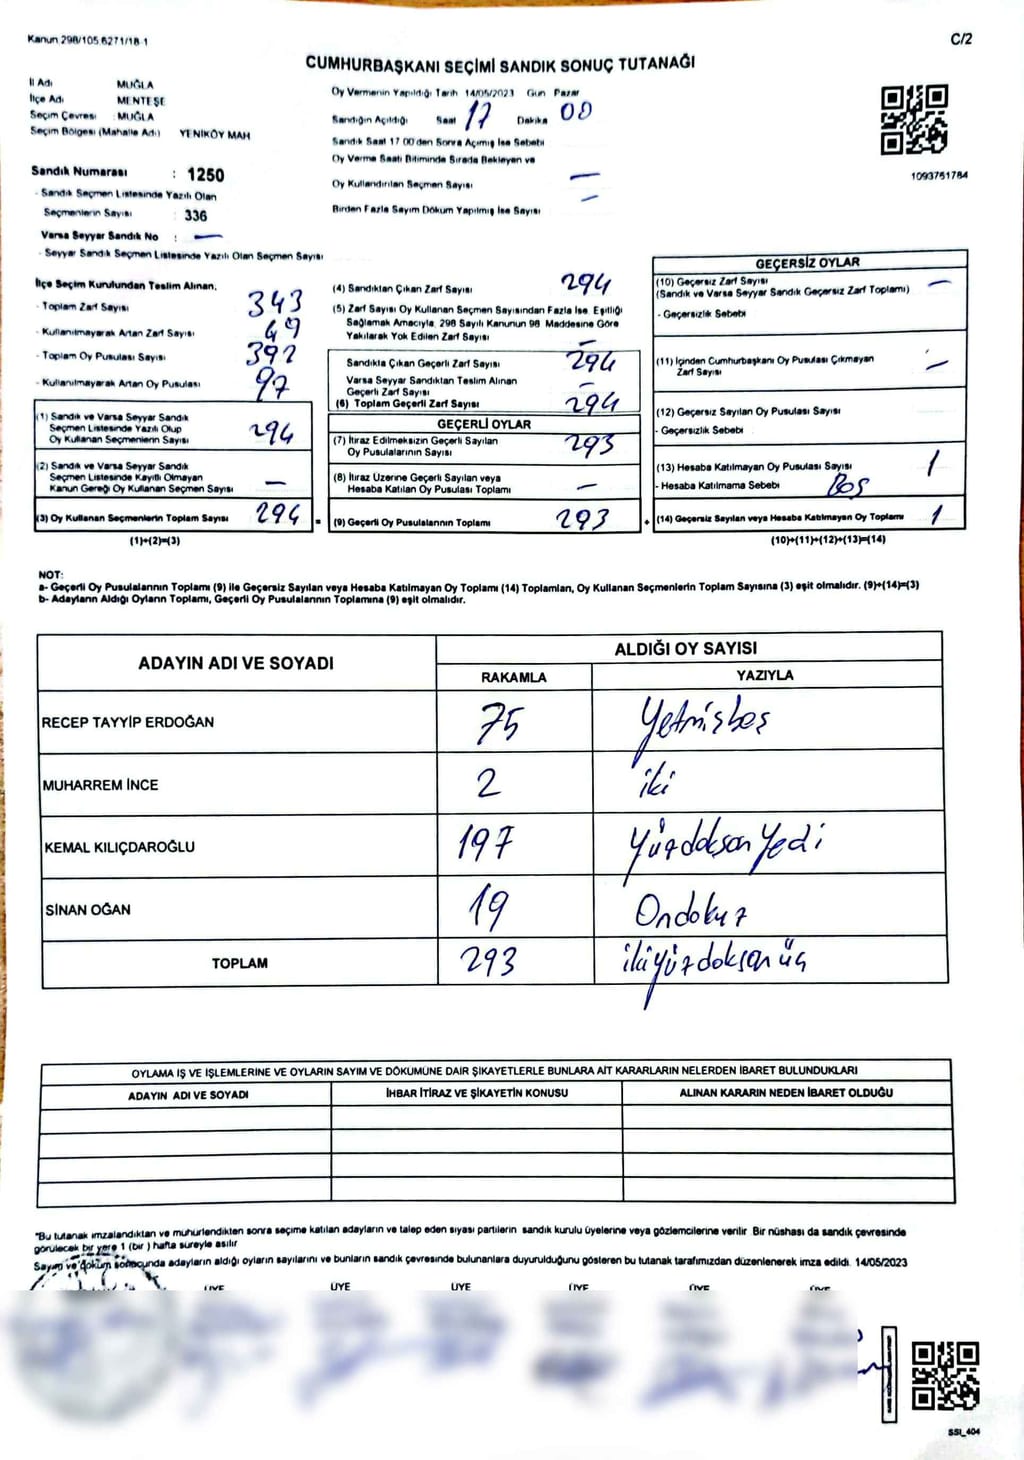 Kanun 298/105.6271/18-1
C/2
CUMHURBAŞKANI SEÇİMİ SANDIK SONUÇ TUTANAĞI
İl Adı MUĞLA
İlçe Adı MENTEŞE
Seçim Çevresi MUĞLA
Seçim Bölgesi (Mahalle Adı) YENİKÖY MAH
Sandık Numarası : 1250
- Sandık Seçmen Listesinde Yazılı Olan
Seçmenlerin Sayısı : 336
Varsa Seyyar Sandık No : —
- Seyyar Sandık Seçmen Listesinde Yazılı Olan Seçmen Sayısı
Oy Vermenin Yapıldığı Tarih 14/05/2023 Gün Pazar
Sandığın Açıldığı Saat 17 Dakika 00
Sandık Saat 17 00 den Sonra Açımış İse Sebebi
Oy Verme Saati Bitiminde Sırada Bekleyen ve
Oy Kullandırılan Seçmen Sayısı —
Birden Fazla Sayım Döküm Yapılmış İse Sayısı —
1093751784
İlçe Seçim Kurulundan Teslim Alınan;
- Toplam Zarf Sayısı 343
- Kullanılmayarak Artan Zarf Sayısı 49
- Toplam Oy Pusulası Sayısı 392
- Kullanılmayarak Artan Oy Pusulası 97
(1) Sandık ve Varsa Seyyar Sandık
Seçmen Listesinde Yazılı Olup
Oy Kullanan Seçmenlerin Sayısı 294
(2) Sandık ve Varsa Seyyar Sandık
Seçmen Listesinde Kayıtlı Olmayan
Kanun Gereği Oy Kullanan Seçmen Sayısı —
(3) Oy Kullanan Seçmenlerin Toplam Sayısı 294
(1)+(2)=(3)
(4) Sandıktan Çıkan Zarf Sayısı 294
(5) Zarf Sayısı Oy Kullanan Seçmen Sayısından Fazla İse, Eşitliği
Sağlamak Amacıyla, 298 Sayılı Kanunun 98 Maddesine Göre
Yakılarak Yok Edilen Zarf Sayısı —
Sandıkta Çıkan Geçerli Zarf Sayısı 294
Varsa Seyyar Sandıktan Teslim Alınan
Geçerli Zarf Sayısı —
(6) Toplam Geçerli Zarf Sayısı 294
GEÇERLİ OYLAR
(7) İtiraz Edilmeksizin Geçerli Sayılan
Oy Pusulalarının Sayısı 293
(8) İtiraz Üzerine Geçerli Sayılan veya
Hesaba Katılan Oy Pusulası Toplamı —
= (9) Geçerli Oy Pusulalarının Toplamı 293
GEÇERSİZ OYLAR
(10) Geçersiz Zarf Sayısı —
(Sandık ve Varsa Seyyar Sandık Geçersiz Zarf Toplamı)
- Geçersizlik Sebebi
(11) İçinden Cumhurbaşkanı Oy Pusulası Çıkmayan
Zarf Sayısı —
(12) Geçersiz Sayılan Oy Pusulası Sayısı
- Geçersizlik Sebebi
(13) Hesaba Katılmayan Oy Pusulası Sayısı 1
- Hesaba Katılmama Sebebi Boş
+ (14) Geçersiz Sayılan veya Hesaba Katılmayan Oy Toplamı 1
(10)+(11)+(12)+(13)=(14)
NOT:
a- Geçerli Oy Pusulalarının Toplamı (9) ile Geçersiz Sayılan veya Hesaba Katılmayan Oy Toplamı (14) Toplamları, Oy Kullanan Seçmenlerin Toplam Sayısına (3) eşit olmalıdır. (9)+(14)=(3)
b- Adayların Aldığı Oyların Toplamı, Geçerli Oy Pusulalarının Toplamına (9) eşit olmalıdır.
ADAYIN ADI VE SOYADI ALDIĞI OY SAYISI
RAKAMLA YAZIYLA
RECEP TAYYİP ERDOĞAN 75 Yetmişbeş
MUHARREM İNCE 2 iki
KEMAL KILIÇDAROĞLU 197 Yüzdoksanyedi
SİNAN OĞAN 19 Ondokuz
TOPLAM 293 ikiyüzdoksanüç
OYLAMA İŞ VE İŞLEMLERİNE VE OYLARIN SAYIM VE DÖKÜMÜNE DAİR ŞİKAYETLERLE BUNLARA AİT KARARLARIN NELERDEN İBARET BULUNDUKLARI
ADAYIN ADI VE SOYADI İHBAR İTİRAZ VE ŞİKAYETİN KONUSU ALINAN KARARIN NEDEN İBARET OLDUĞU
"Bu tutanak imzalandıktan ve mühürlendikten sonra seçime katılan adayların ve talep eden siyasi partilerin sandık kurulu üyelerine veya gözlemcilerine verilir Bir nüshası da sandık çevresinde
görülecek bir yere 1 (bir ) hafta süreyle asılır
Sayım ve döküm sonucunda adayların aldığı oyların sayılarını ve bunların sandık çevresinde bulunanlara duyurulduğunu gösteren bu tutanak tarafımızdan düzenlenerek imza edildi. 14/05/2023
ÜYE ÜYE ÜYE ÜYE ÜYE ÜYE
SSI_404